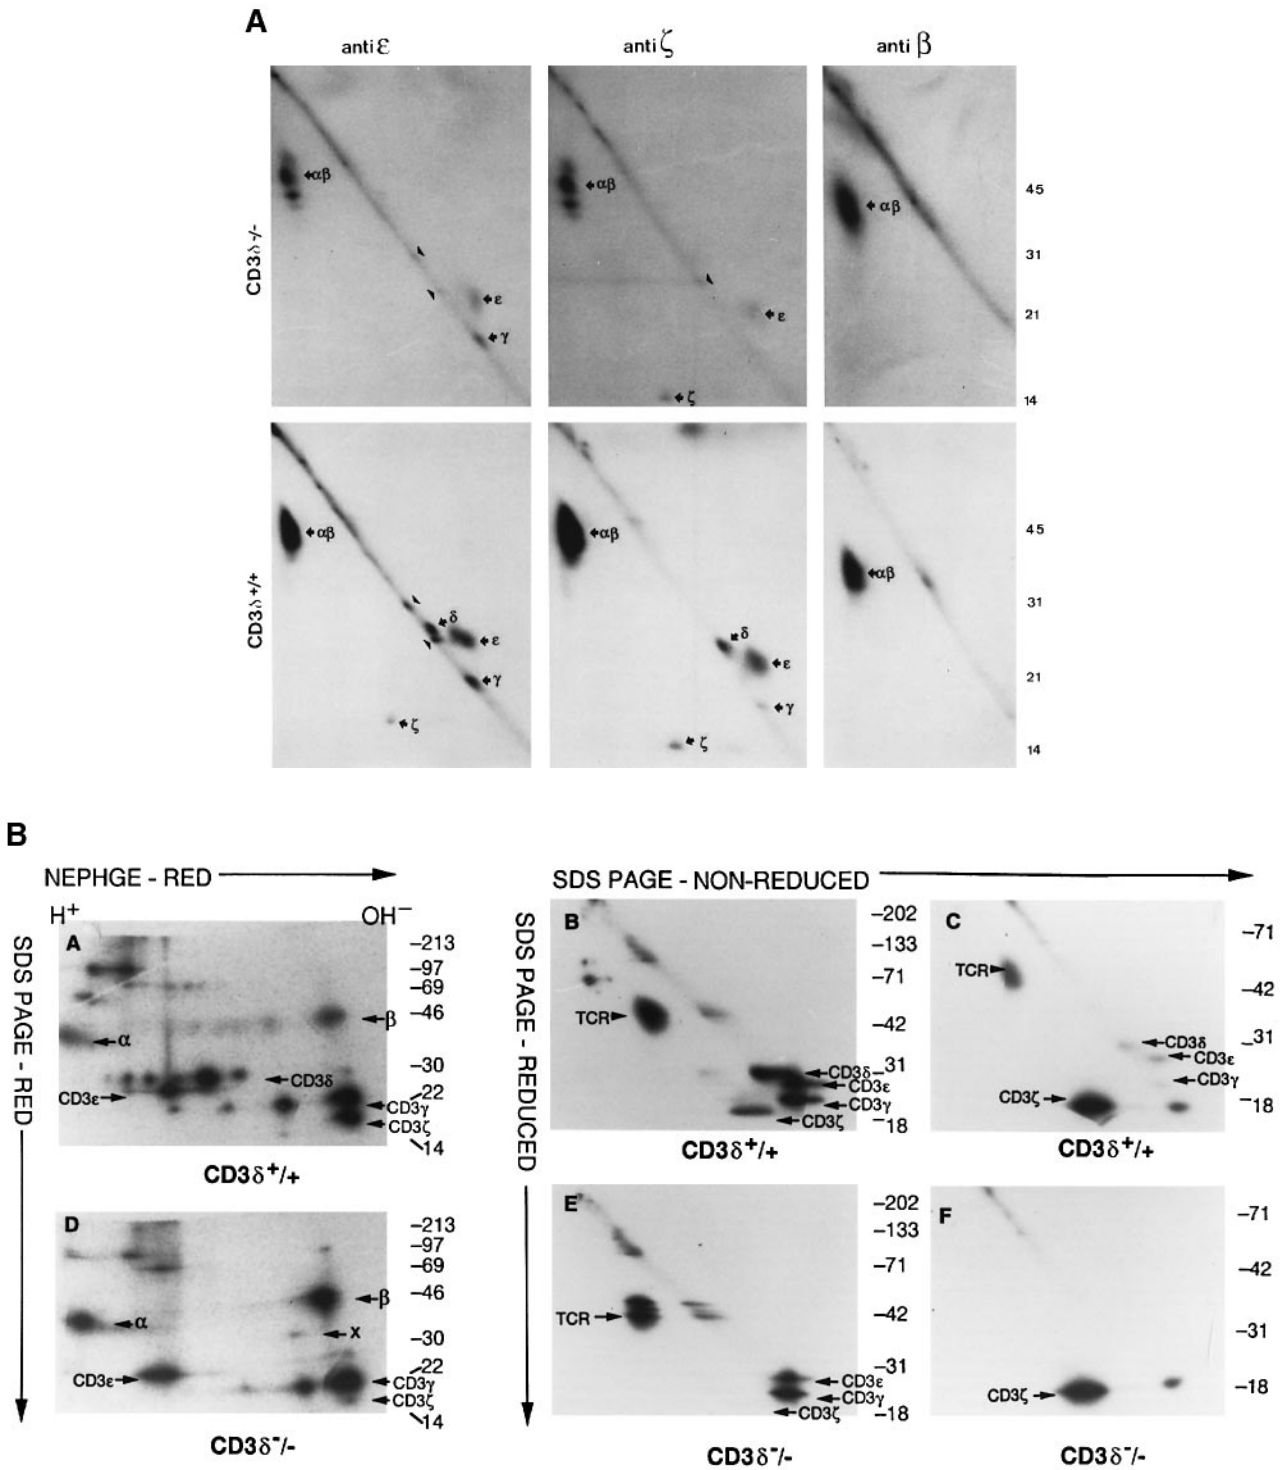 A
anti ε
anti ζ
anti β
CD3δ-/-
αβ
ε
γ
αβ
ε
ζ
αβ
45
31
21
14
CD3δ+/+
αβ
δ
ε
γ
ζ
αβ
δ
ε
γ
ζ
αβ
45
31
21
14
B
NEPHGE - RED
H+
OH−
SDS PAGE - RED
A
α
β
CD3ε
CD3δ
CD3γ
CD3ζ
–213
–97
–69
–46
–30
22
14
CD3δ+/+
D
α
β
x
CD3ε
CD3γ
CD3ζ
–213
–97
–69
–46
–30
22
14
CD3δ-/-
SDS PAGE - NON-REDUCED
SDS PAGE - REDUCED
B
TCR
CD3δ
CD3ε
CD3γ
CD3ζ
–202
–133
–71
–42
31
–18
CD3δ+/+
C
TCR
CD3δ
CD3ε
CD3γ
CD3ζ
–71
–42
–31
–18
CD3δ+/+
E
TCR
CD3ε
CD3γ
CD3ζ
–202
–133
–71
–42
–31
–18
CD3δ-/-
F
CD3ζ
–71
–42
–31
–18
CD3δ-/-